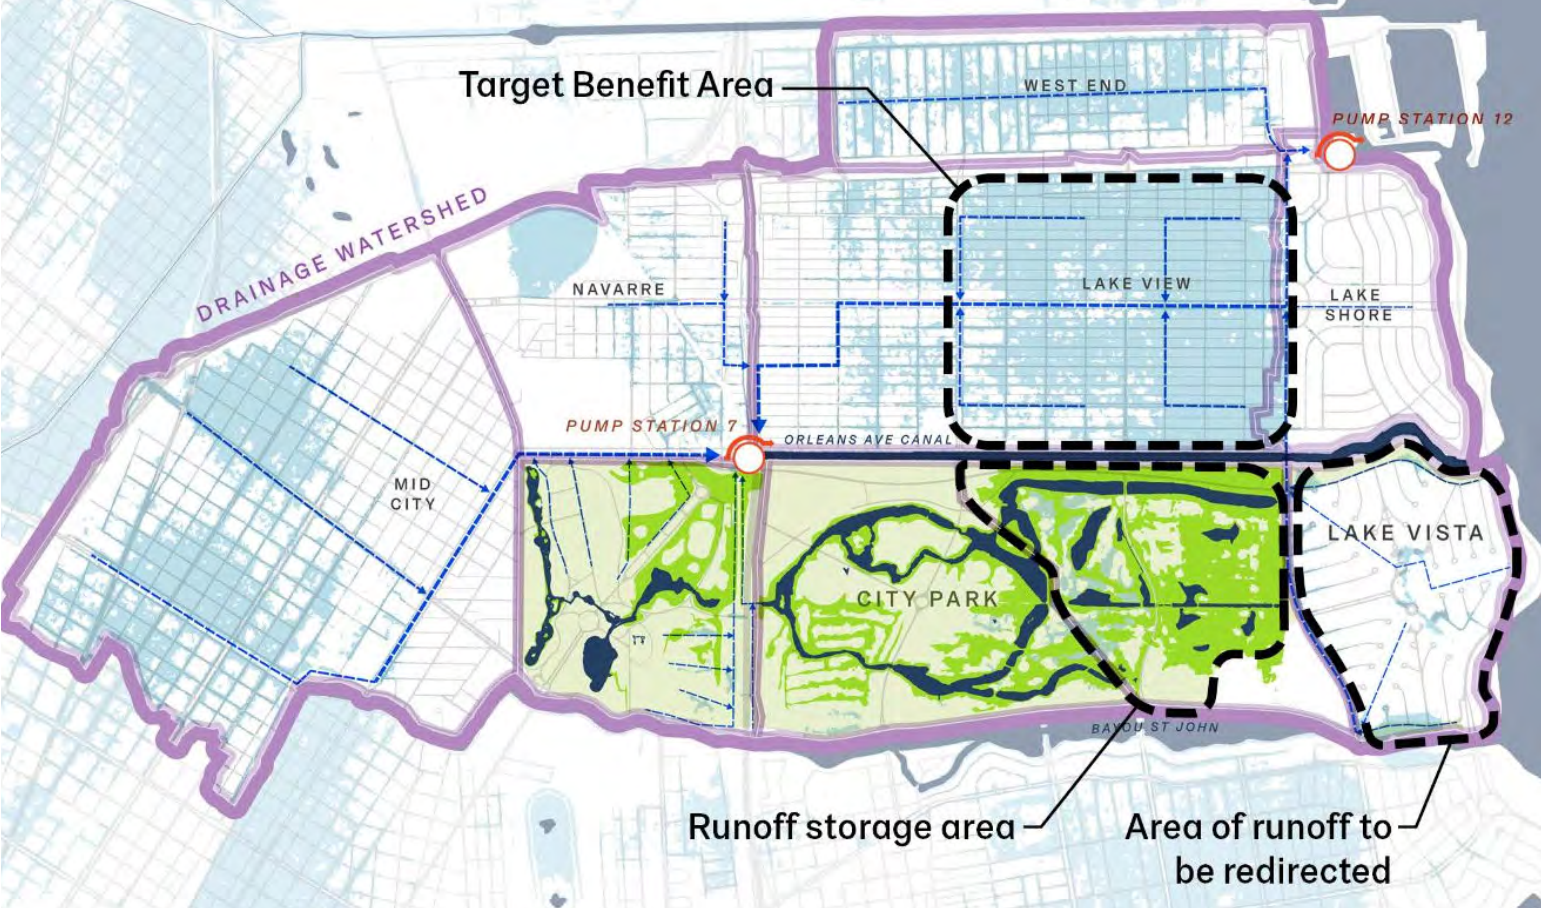 Target Benefit Area
WEST END
PUMP STATION 12
DRAINAGE WATERSHED
NAVARRE
LAKE VIEW
LAKE
SHORE
PUMP STATION 7
ORLEANS AVE CANAL
MID
CITY
LAKE VISTA
CITY PARK
BAYOU ST JOHN
Runoff storage area
Area of runoff to
be redirected